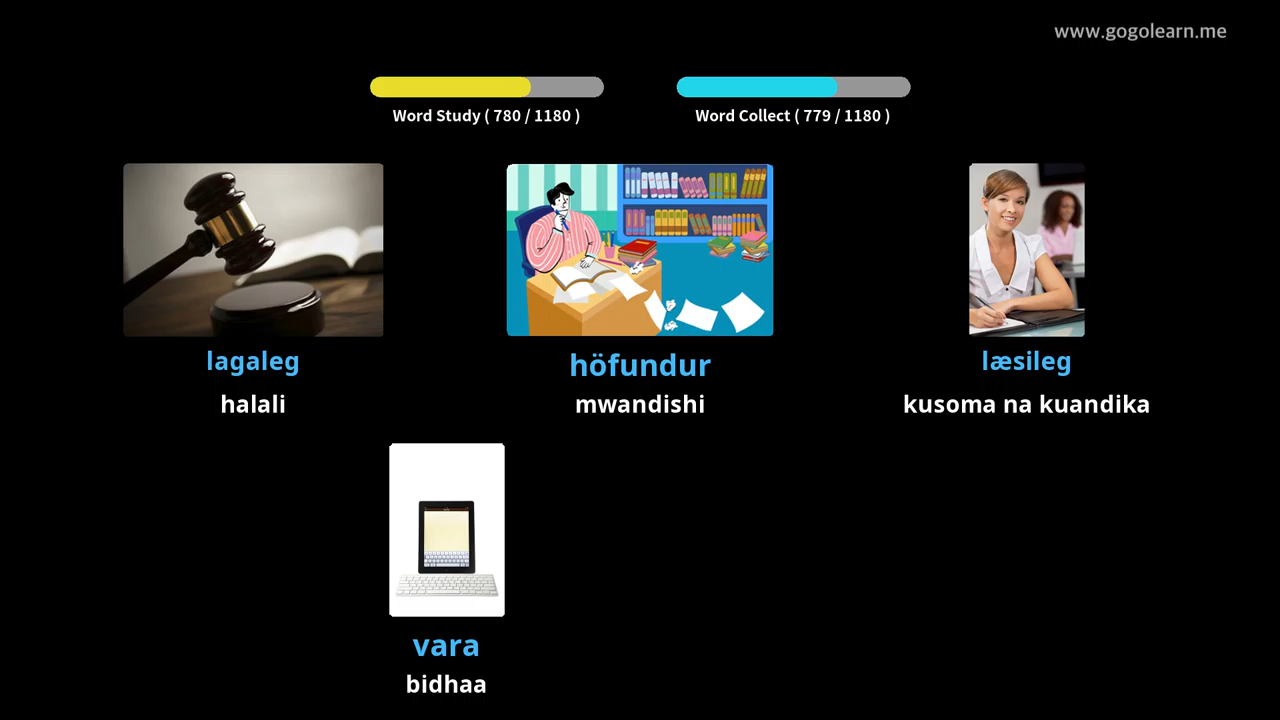 www.gogolearn.me
Word Study ( 780 / 1180 )
Word Collect ( 779 / 1180 )
lagaleg
halali
höfundur
mwandishi
læsileg
kusoma na kuandika
vara
bidhaa